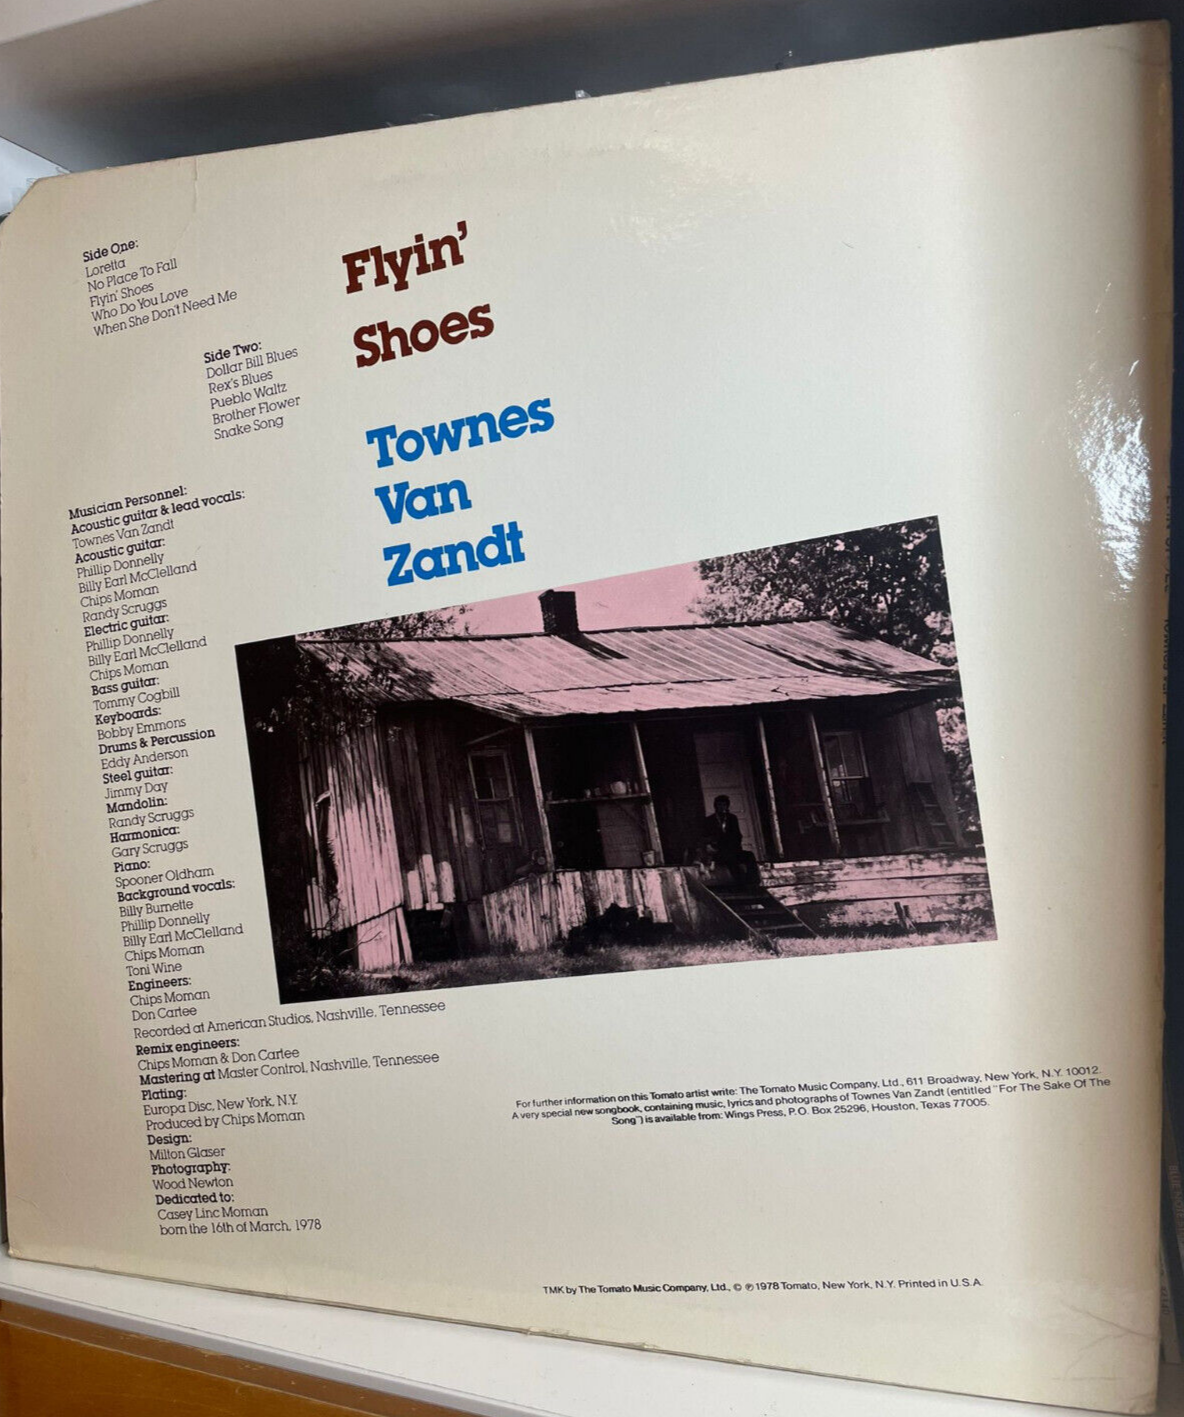 Side One:
Loretta
No Place To Fall
Flyin' Shoes
Who Do You Love
When She Don't Need Me
Side Two:
Dollar Bill Blues
Rex's Blues
Pueblo Waltz
Brother Flower
Snake Song
Flyin'
Shoes
Townes
Van
Zandt
Musician Personnel:
Acoustic guitar & lead vocals:
Townes Van Zandt
Acoustic guitar:
Phillip Donnelly
Billy Earl McClelland
Chips Moman
Randy Scruggs
Electric guitar:
Phillip Donnelly
Billy Earl McClelland
Chips Moman
Bass guitar:
Tommy Cogbill
Keyboards:
Bobby Emmons
Drums & Percussion
Eddy Anderson
Steel guitar:
Jimmy Day
Mandolin:
Randy Scruggs
Harmonica:
Gary Scruggs
Piano:
Spooner Oldham
Background vocals:
Billy Burnette
Phillip Donnelly
Billy Earl McClelland
Chips Moman
Toni Wine
Engineers:
Chips Moman
Don Cartee
Recorded at American Studios, Nashville, Tennessee
Remix engineers:
Chips Moman & Don Cartee
Mastering at Master Control, Nashville, Tennessee
Plating:
Europa Disc, New York, N.Y.
Produced by Chips Moman
Design:
Milton Glaser
Photography:
Wood Newton
Dedicated to:
Casey Linc Moman
born the 16th of March, 1978
For further information on this Tomato artist write: The Tomato Music Company, Ltd., 611 Broadway, New York, N.Y. 10012.
A very special new songbook, containing music, lyrics and photographs of Townes Van Zandt (entitled "For The Sake Of The
Song") is available from: Wings Press, P.O. Box 25296, Houston, Texas 77005.
TMK by The Tomato Music Company, Ltd., © ℗ 1978 Tomato, New York, N.Y. Printed in U.S.A.